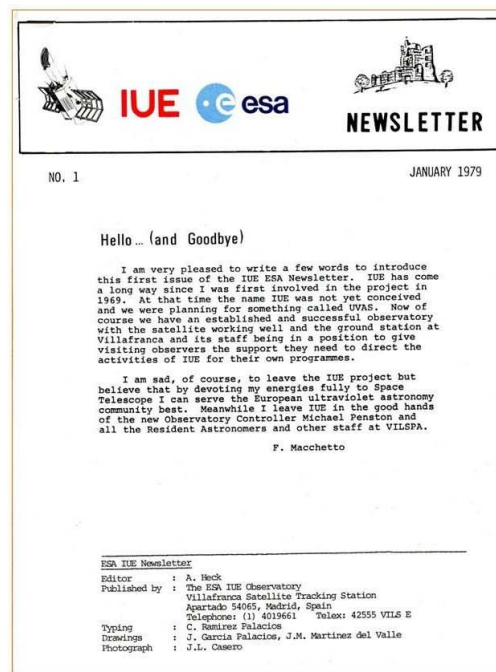 IUE esa
NEWSLETTER
NO. 1
JANUARY 1979
Hello... (and Goodbye)
I am very pleased to write a few words to introduce
this first issue of the IUE ESA Newsletter. IUE has come
a long way since I was first involved in the project in
1969. At that time the name IUE was not yet conceived
and we were planning for something called UVAS. Now of
course we have an established and successful observatory
with the satellite working well and the ground station at
Villafranca and its staff being in a position to give
visiting observers the support they need to direct the
activities of IUE for their own programmes.
I am sad, of course, to leave the IUE project but
believe that by devoting my energies fully to Space
Telescope I can serve the European ultraviolet astronomy
community best. Meanwhile I leave IUE in the good hands
of the new Observatory Controller Michael Penston and
all the Resident Astronomers and other staff at VILSPA.
F. Macchetto
ESA IUE Newsletter
Editor : A. Heck
Published by : The ESA IUE Observatory
Villafranca Satellite Tracking Station
Apartado 54065, Madrid, Spain
Telephone: (1) 4019661 Telex: 42555 VILS E
Typing : C. Ramirez Palacios
Drawings : J. Garcia Palacios, J.M. Martinez del Valle
Photograph : J.L. Casero